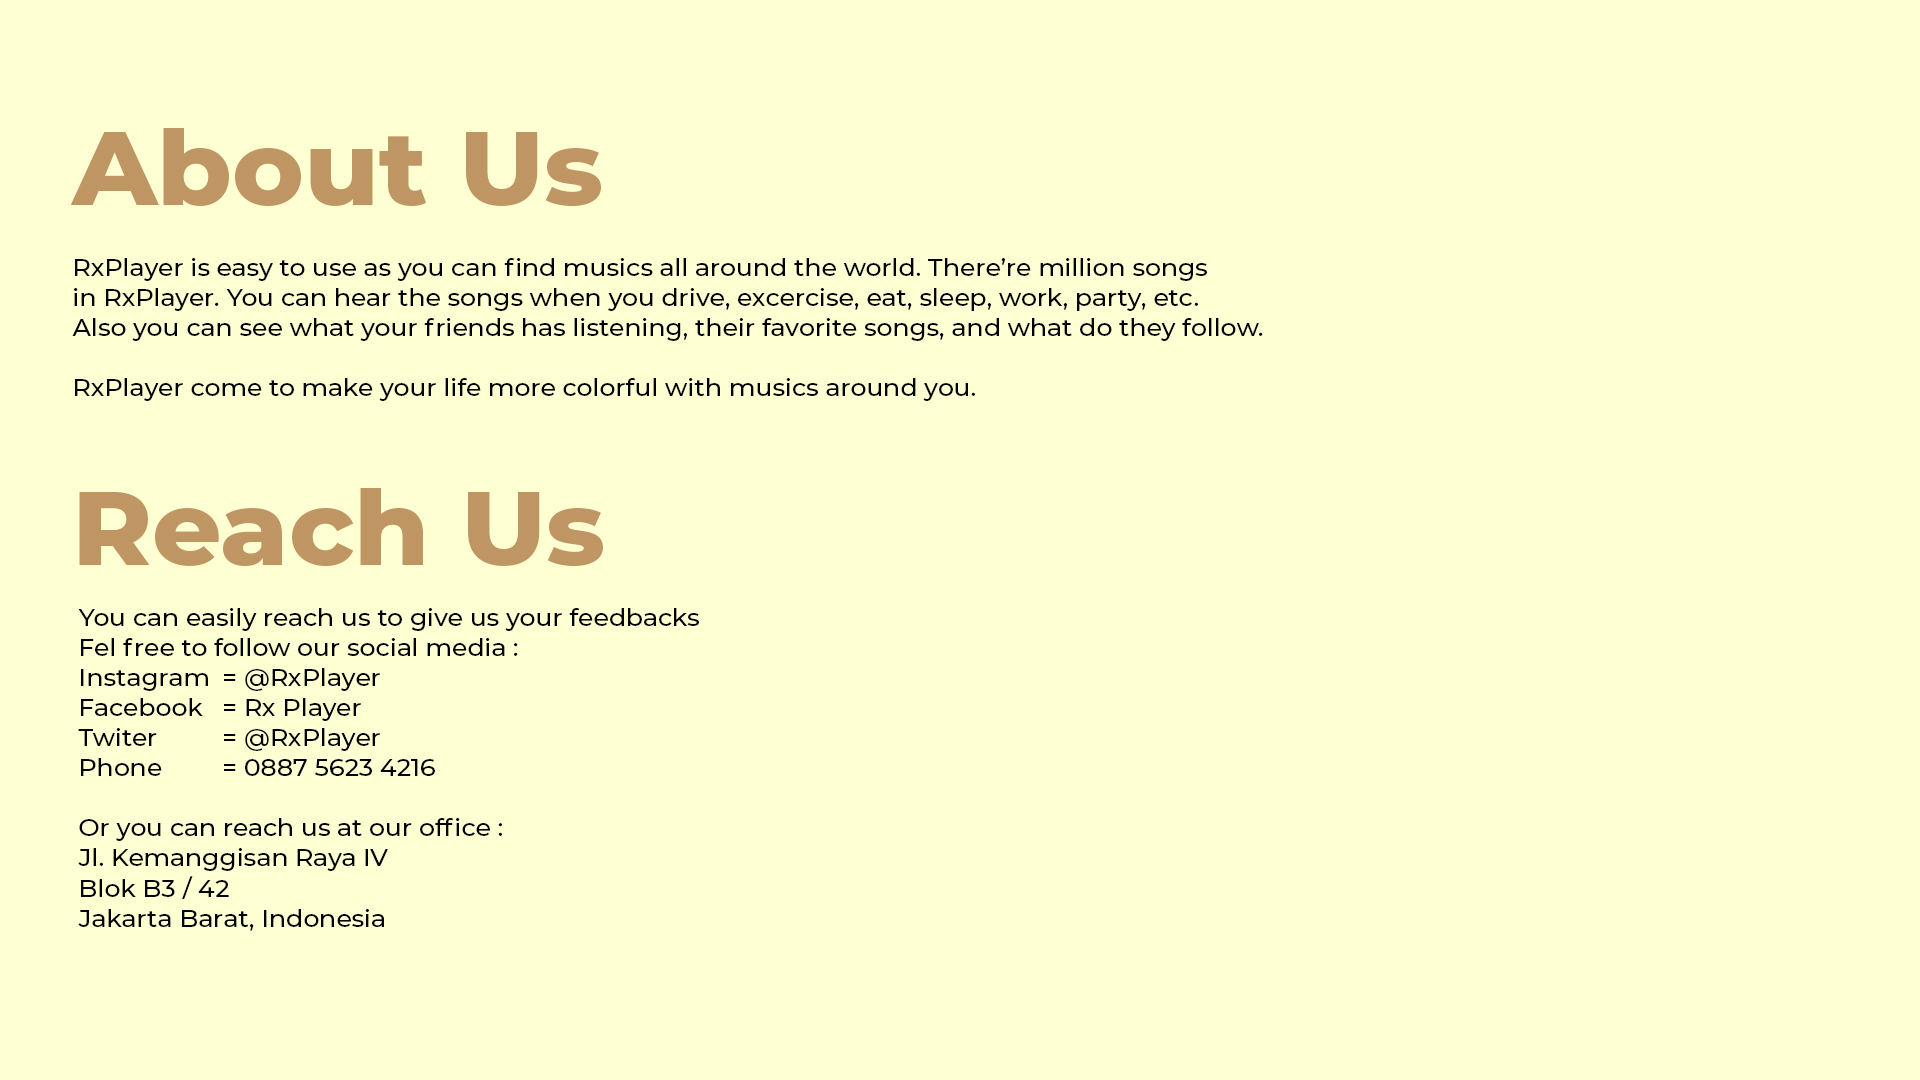 About Us
RxPlayer is easy to use as you can find musics all around the world. There’re million songs
in RxPlayer. You can hear the songs when you drive, excercise, eat, sleep, work, party, etc.
Also you can see what your friends has listening, their favorite songs, and what do they follow.
RxPlayer come to make your life more colorful with musics around you.
Reach Us
You can easily reach us to give us your feedbacks
Fel free to follow our social media :
Instagram = @RxPlayer
Facebook = Rx Player
Twiter = @RxPlayer
Phone = 0887 5623 4216
Or you can reach us at our office :
Jl. Kemanggisan Raya IV
Blok B3 / 42
Jakarta Barat, Indonesia